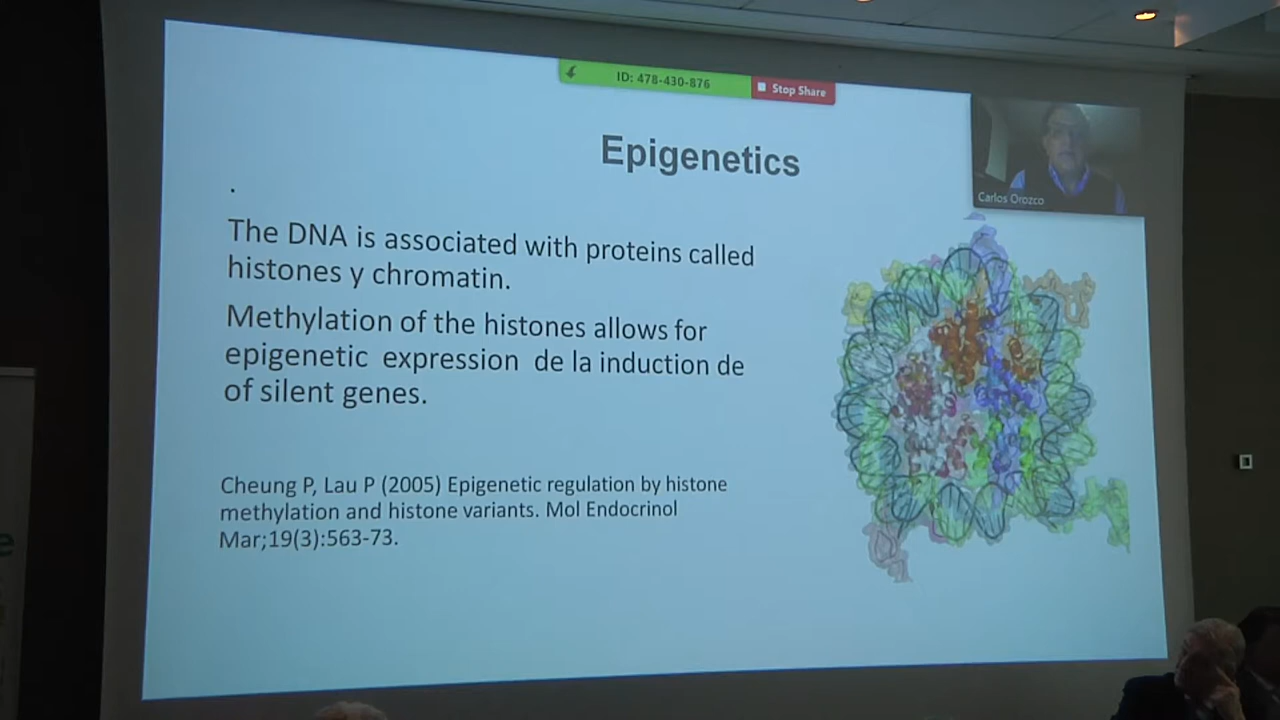 ID: 478-430-876
Stop Share
Epigenetics
Carlos Orozco
.
The DNA is associated with proteins called
histones y chromatin.
Methylation of the histones allows for
epigenetic expression de la induction de
of silent genes.
Cheung P, Lau P (2005) Epigenetic regulation by histone
methylation and histone variants. Mol Endocrinol
Mar;19(3):563-73.
e